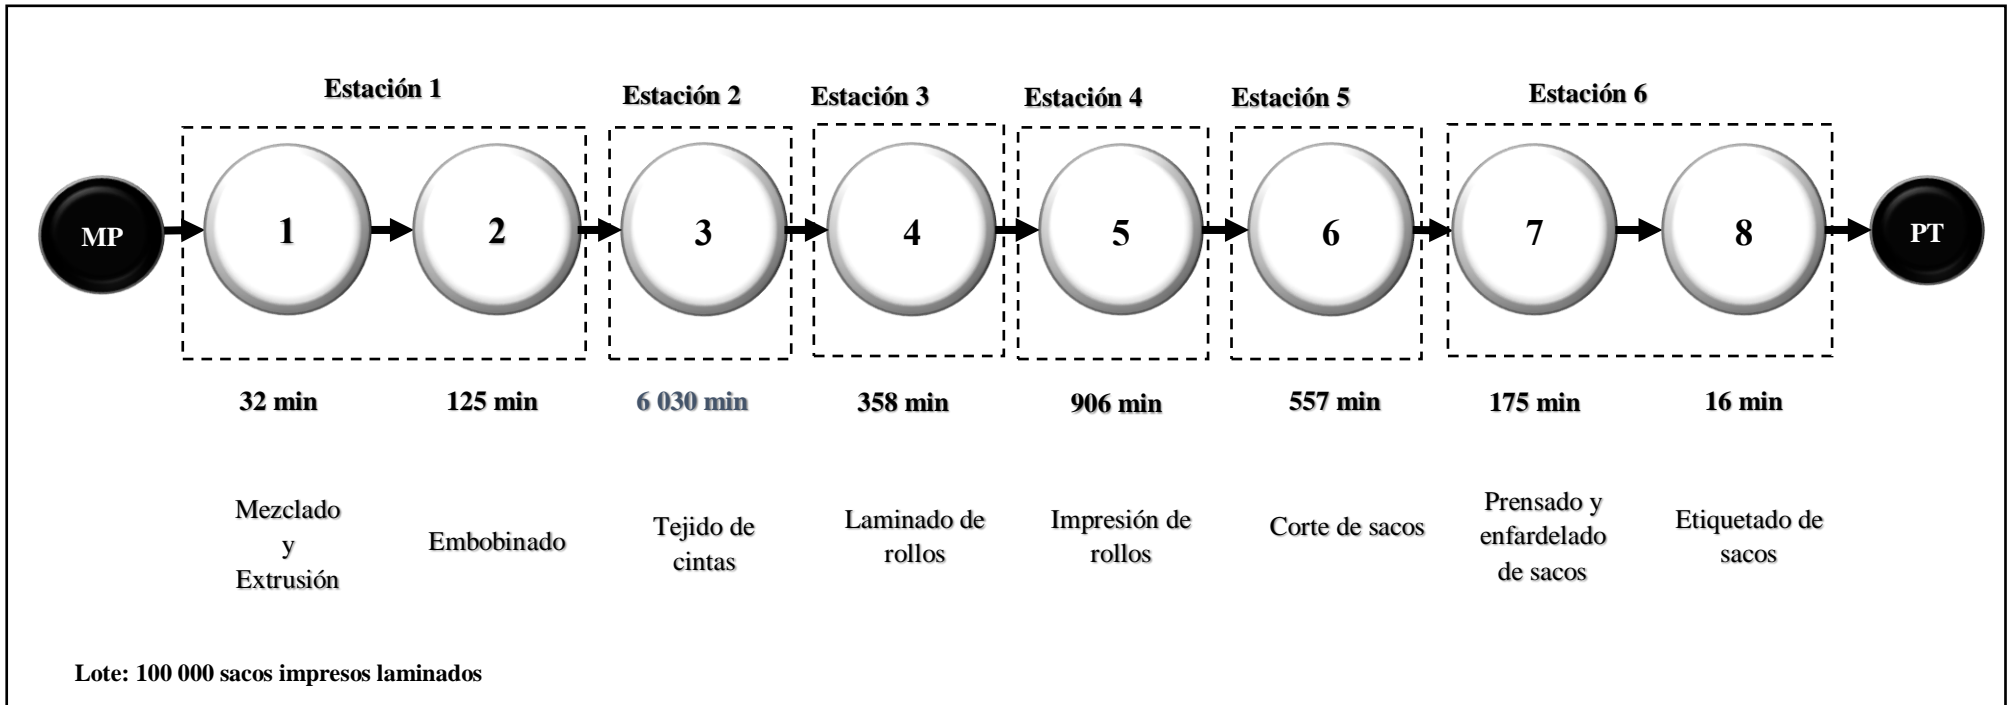 Estación 1
Estación 2
Estación 3
Estación 4
Estación 5
Estación 6
MP
1
2
3
4
5
6
7
8
PT
32 min
125 min
6 030 min
358 min
906 min
557 min
175 min
16 min
Mezclado
y
Extrusión
Embobinado
Tejido de
cintas
Laminado de
rollos
Impresión de
rollos
Corte de sacos
Prensado y
enfardelado
de sacos
Etiquetado de
sacos
Lote: 100 000 sacos impresos laminados